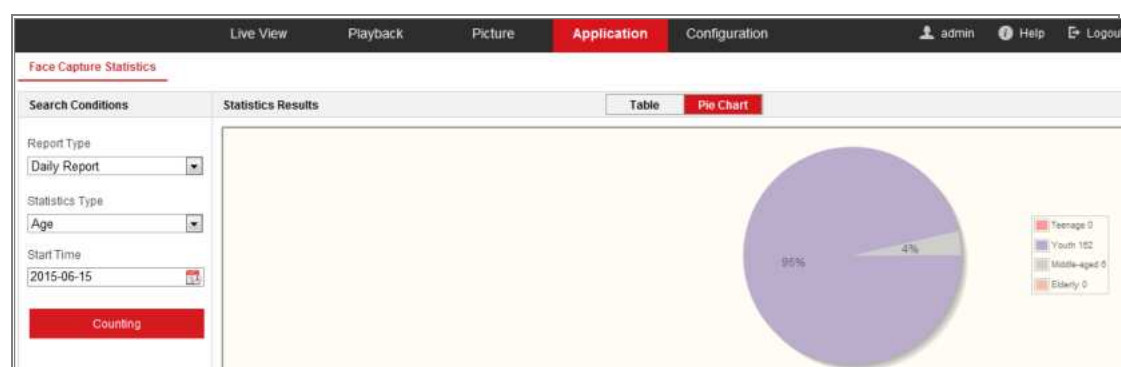 Live View Playback Picture Application Configuration admin Help Logout
Face Capture Statistics
Search Conditions
Statistics Results
Table Pie Chart
Report Type
Daily Report
Statistics Type
Age
Start Time
2015-06-15
Counting
4%
Teenage 0
Youth 152
Middle-aged 6
Elderly 0